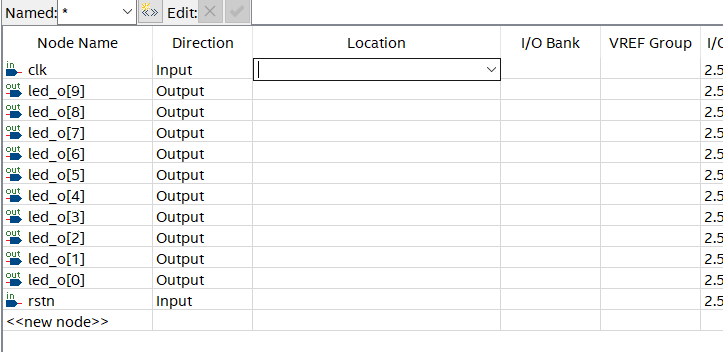 Named: * «» Edit:
Node Name Direction Location I/O Bank VREF Group I/O
in clk Input 2.5
out led_o[9] Output 2.5
out led_o[8] Output 2.5
out led_o[7] Output 2.5
out led_o[6] Output 2.5
out led_o[5] Output 2.5
out led_o[4] Output 2.5
out led_o[3] Output 2.5
out led_o[2] Output 2.5
out led_o[1] Output 2.5
out led_o[0] Output 2.5
in rstn Input 2.5
<<new node>>